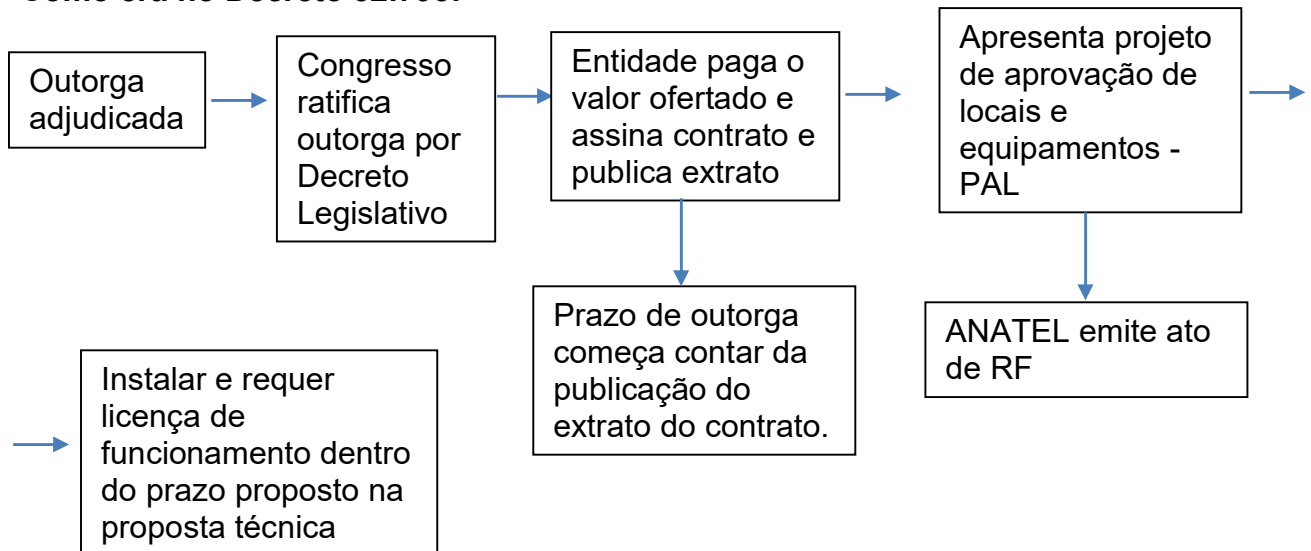 Outorga
adjudicada
Congresso
ratifica
outorga por
Decreto
Legislativo
Entidade paga o
valor ofertado e
assina contrato e
publica extrato
Apresenta projeto
de aprovação de
locais e
equipamentos -
PAL
Prazo de outorga
começa contar da
publicação do
extrato do contrato.
ANATEL emite ato
de RF
Instalar e requer
licença de
funcionamento dentro
do prazo proposto na
proposta técnica